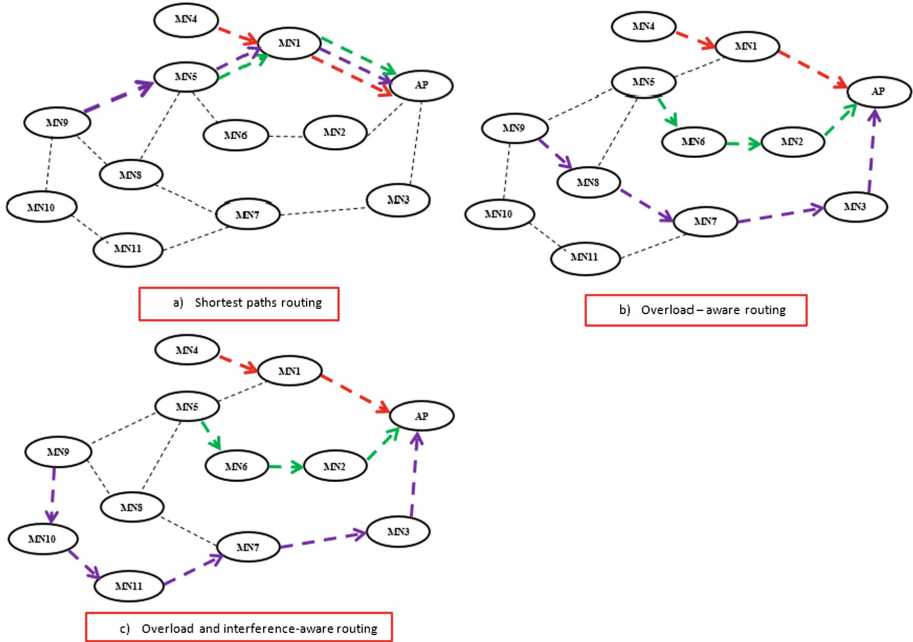 MN4
MN1
MN5
AP
MN9
MN6
MN2
MN8
MN10
MN7
MN3
MN11
a) Shortest paths routing
MN4
MN1
MN5
AP
MN9
MN6
MN2
MN8
MN10
MN7
MN3
MN11
b) Overload – aware routing
MN4
MN1
MN5
AP
MN9
MN6
MN2
MN8
MN10
MN7
MN3
MN11
c) Overload and interference-aware routing